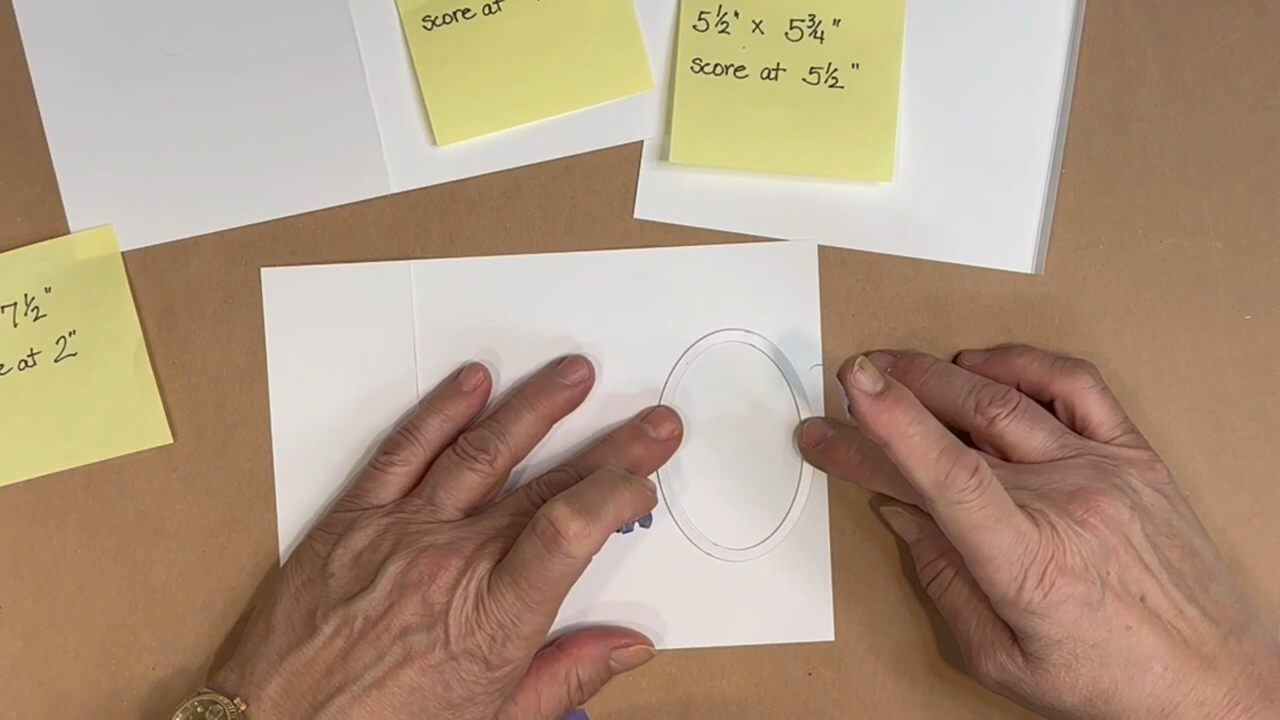 score at
5½" x 5¾"
score at 5½"
7½"
at 2"